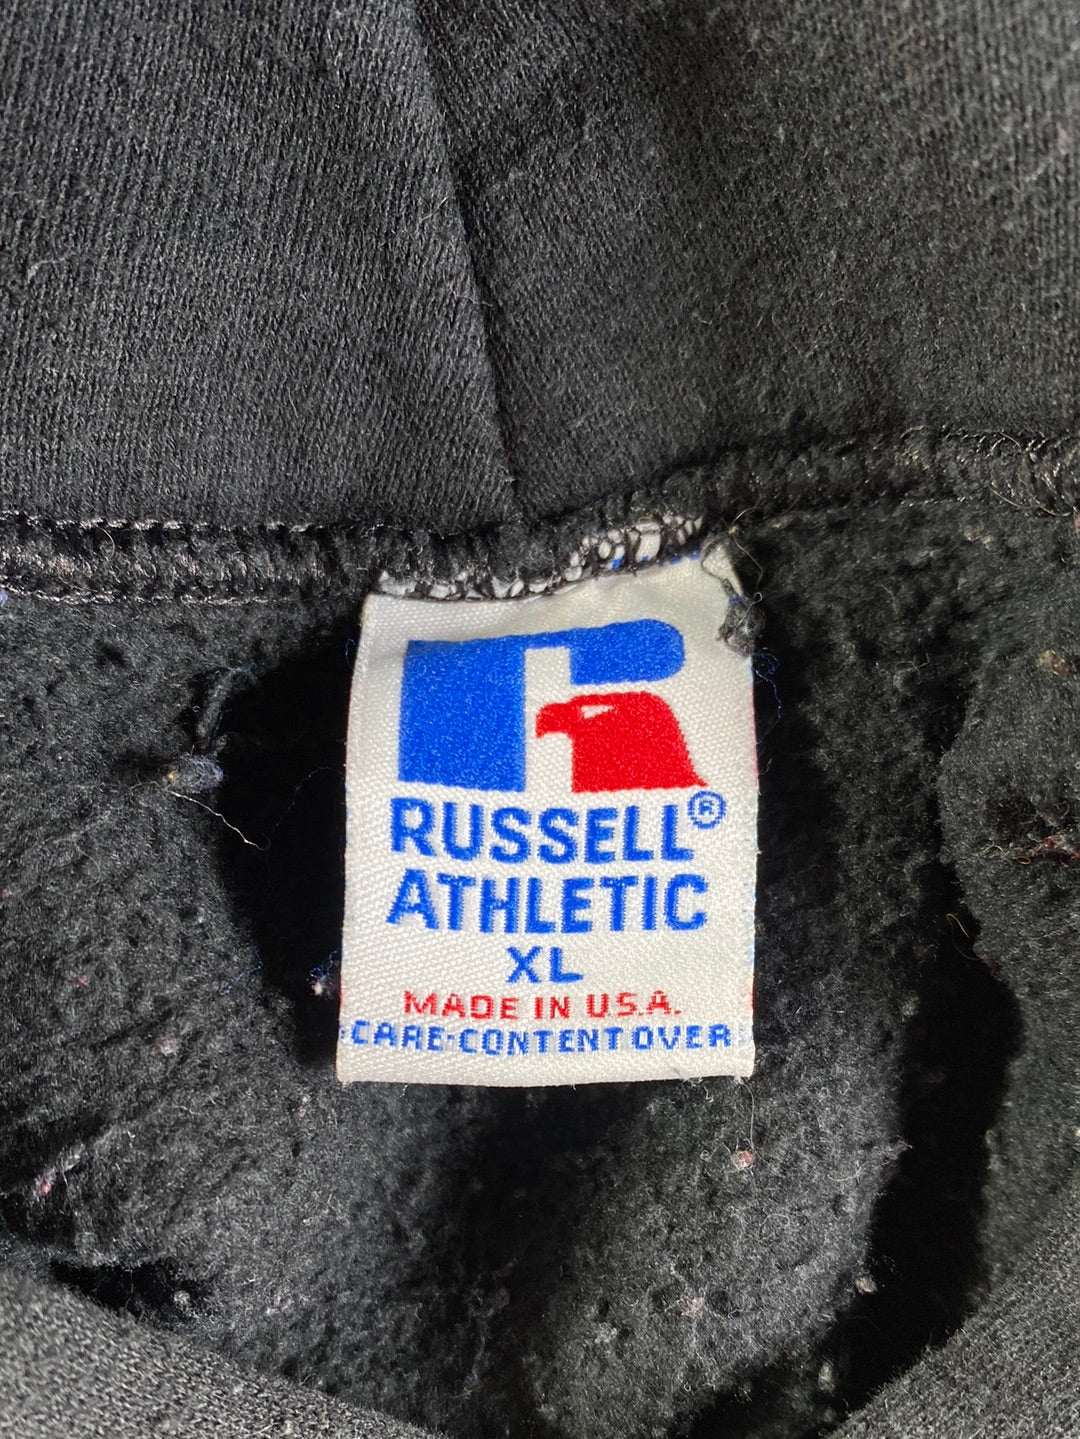 RUSSELL®
ATHLETIC
XL
MADE IN U.S.A.
CARE-CONTENT OVER